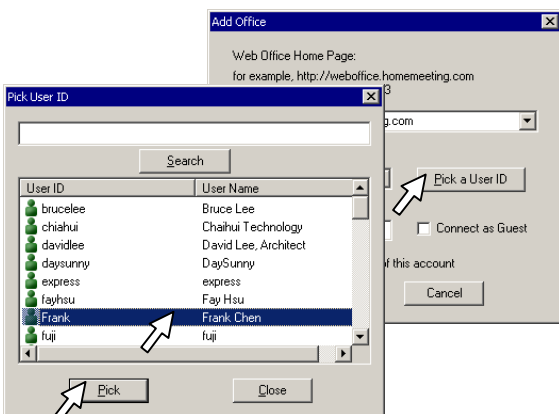 Add Office
Web Office Home Page:
for example, http://weboffice.homemeeting.com
3
g.com
Pick a User ID
Connect as Guest
f this account
Cancel
Pick User ID
Search
User ID User Name
brucelee Bruce Lee
chiahui Chaihui Technology
davidlee David Lee, Architect
daysunny DaySunny
express express
fayhsu Fay Hsu
Frank Frank Chen
fuji fuji
Pick Close